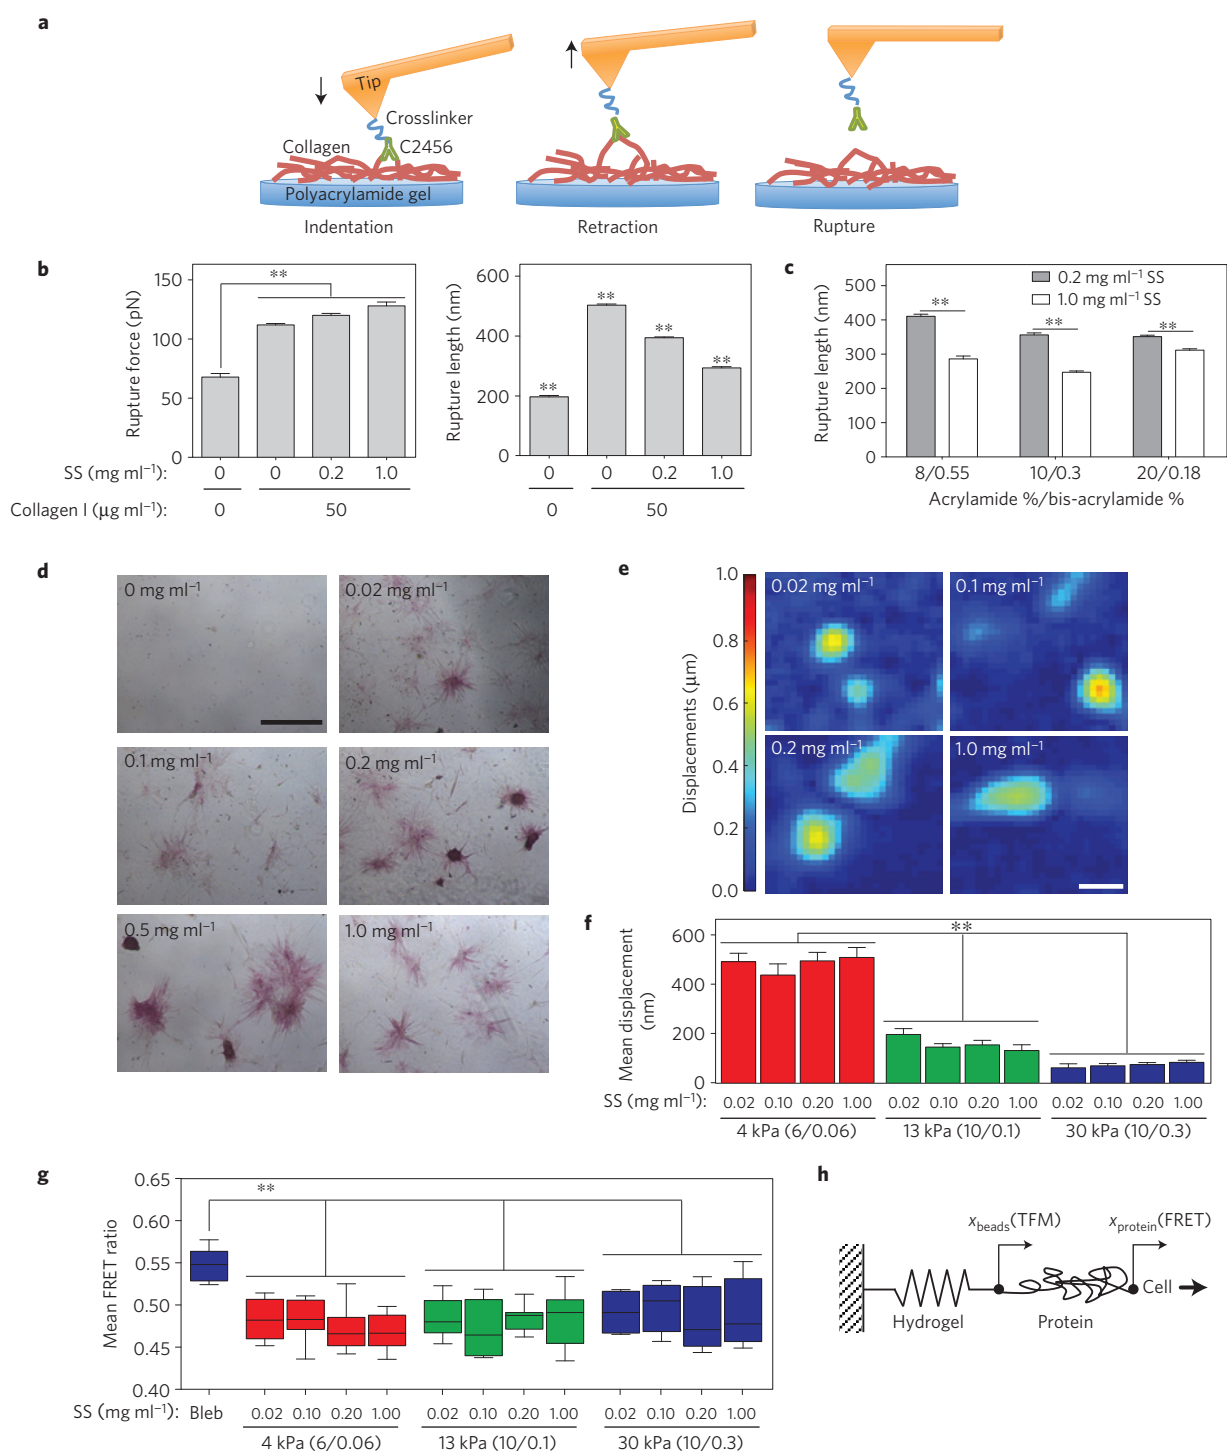 a
Tip
Crosslinker
Collagen
C2456
Polyacrylamide gel
Indentation
Retraction
Rupture
b
Rupture force (pN)
150
100
50
0
**
0
0
0.2
1.0
SS (mg ml⁻¹):
Collagen I (μg ml⁻¹):
0
50
Rupture length (nm)
600
400
200
0
**
**
**
**
0
0
0.2
1.0
0
50
c
Rupture length (nm)
500
400
300
200
100
0
0.2 mg ml⁻¹ SS
1.0 mg ml⁻¹ SS
**
**
**
8/0.55
10/0.3
20/0.18
Acrylamide %/bis-acrylamide %
d
0 mg ml⁻¹
0.02 mg ml⁻¹
0.1 mg ml⁻¹
0.2 mg ml⁻¹
0.5 mg ml⁻¹
1.0 mg ml⁻¹
e
Displacements (μm)
1.0
0.8
0.6
0.4
0.2
0.0
0.02 mg ml⁻¹
0.1 mg ml⁻¹
0.2 mg ml⁻¹
1.0 mg ml⁻¹
f
Mean displacement
(nm)
600
400
200
0
**
SS (mg ml⁻¹):
0.02 0.10 0.20 1.00 0.02 0.10 0.20 1.00 0.02 0.10 0.20 1.00
4 kPa (6/0.06)
13 kPa (10/0.1)
30 kPa (10/0.3)
g
Mean FRET ratio
0.65
0.60
0.55
0.50
0.45
0.40
**
SS (mg ml⁻¹): Bleb 0.02 0.10 0.20 1.00 0.02 0.10 0.20 1.00 0.02 0.10 0.20 1.00
4 kPa (6/0.06)
13 kPa (10/0.1)
30 kPa (10/0.3)
h
x beads (TFM)
x protein (FRET)
Cell
Hydrogel
Protein